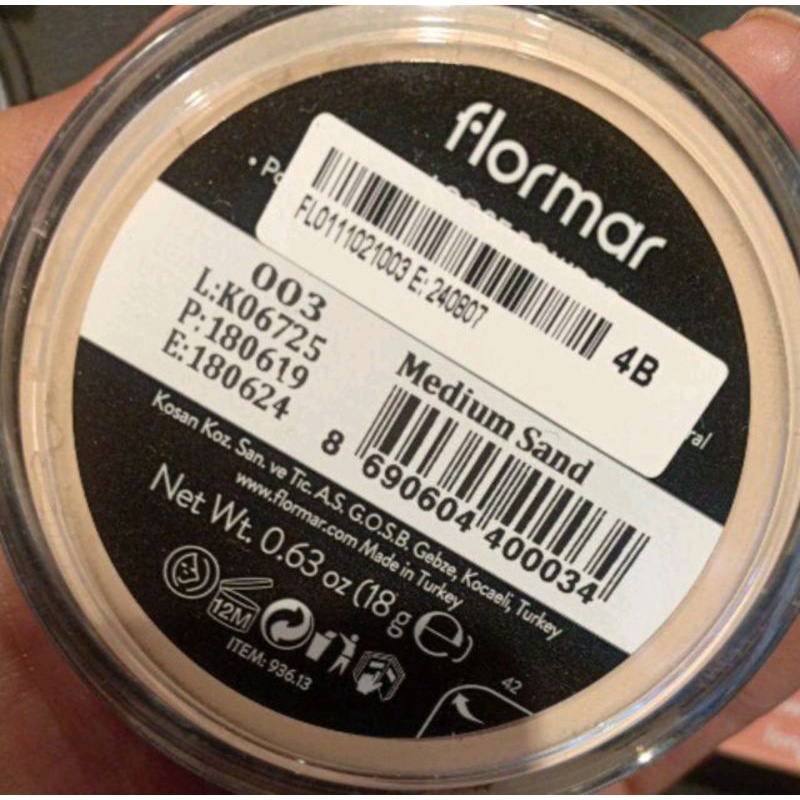 flormar
FL0111021003 E: 240807
4B
003
L:K06725
P:180619
E:180624
Medium Sand
8 690604 400034
Kosan Koz. San. ve Tic. A.S. G.O.S.B. Gebze, Kocaeli, Turkey
www.flormar.com Made in Turkey
Net Wt. 0.63 oz (18 g e)
12M
ITEM: 936.13
42